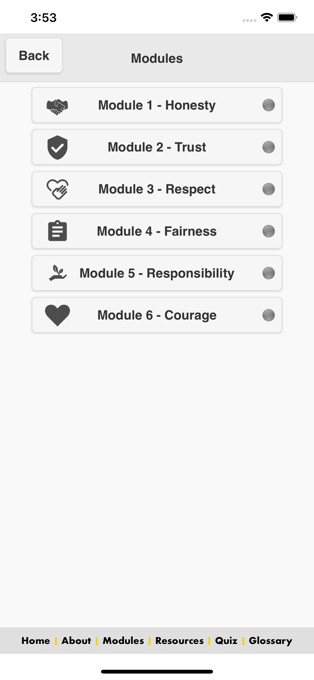 3:53
Back
Modules
Module 1 - Honesty
Module 2 - Trust
Module 3 - Respect
Module 4 - Fairness
Module 5 - Responsibility
Module 6 - Courage
Home | About | Modules | Resources | Quiz | Glossary